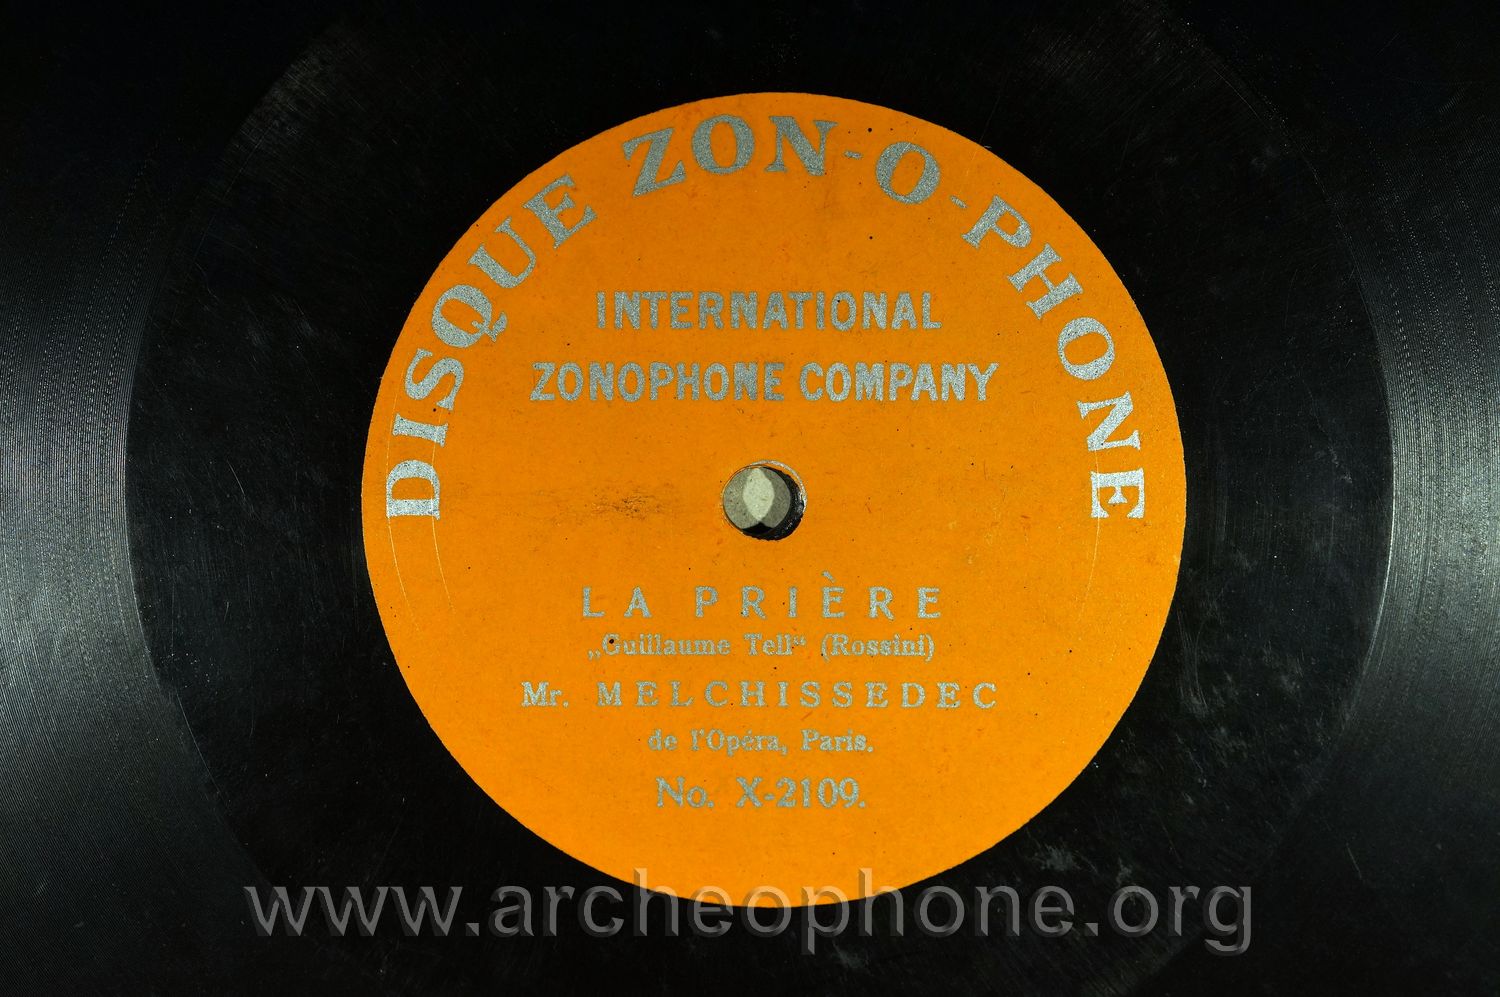 DISQUE ZON-O-PHONE
INTERNATIONAL
ZONOPHONE COMPANY
LA PRIÈRE
„Guillaume Tell“ (Rossini)
Mr. MELCHISSEDEC
de l'Opéra, Paris.
No. X-2109.
www.archeophone.org